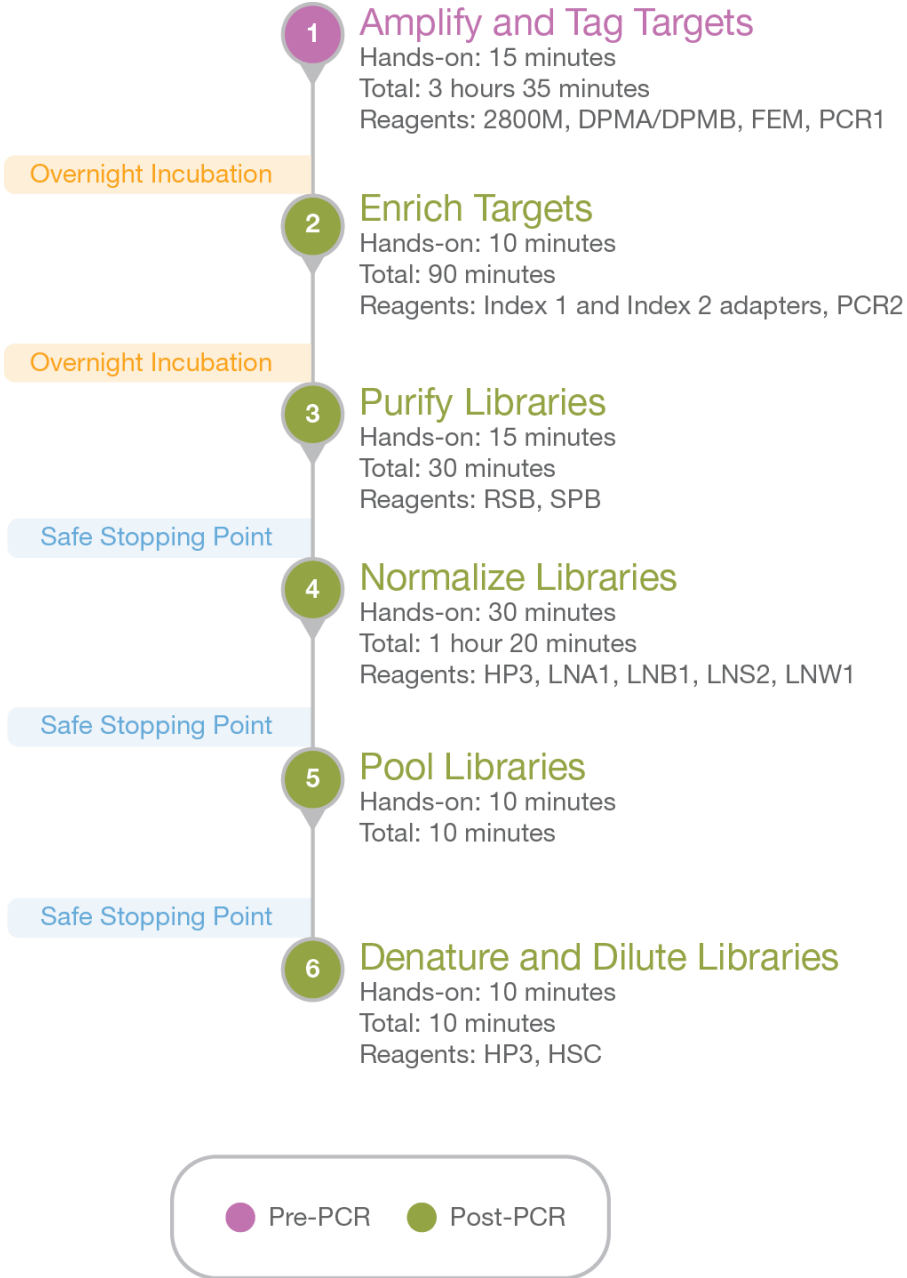 1
Amplify and Tag Targets
Hands-on: 15 minutes
Total: 3 hours 35 minutes
Reagents: 2800M, DPMA/DPMB, FEM, PCR1
Overnight Incubation
2
Enrich Targets
Hands-on: 10 minutes
Total: 90 minutes
Reagents: Index 1 and Index 2 adapters, PCR2
Overnight Incubation
3
Purify Libraries
Hands-on: 15 minutes
Total: 30 minutes
Reagents: RSB, SPB
Safe Stopping Point
4
Normalize Libraries
Hands-on: 30 minutes
Total: 1 hour 20 minutes
Reagents: HP3, LNA1, LNB1, LNS2, LNW1
Safe Stopping Point
5
Pool Libraries
Hands-on: 10 minutes
Total: 10 minutes
Safe Stopping Point
6
Denature and Dilute Libraries
Hands-on: 10 minutes
Total: 10 minutes
Reagents: HP3, HSC
Pre-PCR
Post-PCR